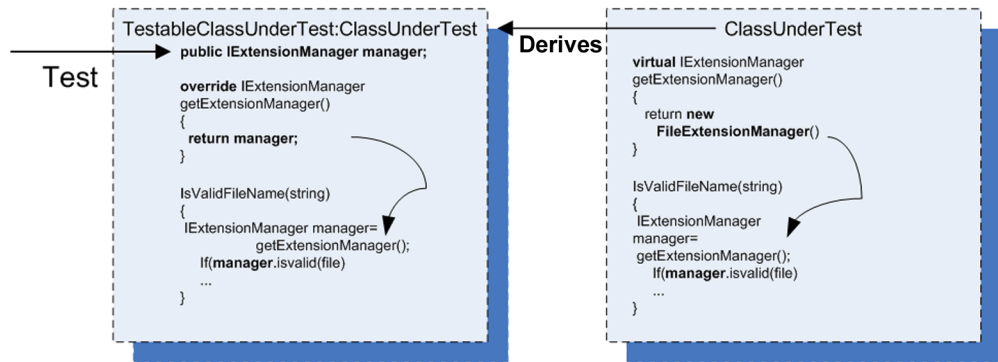 Test
TestableClassUnderTest:ClassUnderTest
public IExtensionManager manager;
override IExtensionManager
getExtensionManager()
{
return manager;
}
IsValidFileName(string)
{
IExtensionManager manager=
getExtensionManager();
If(manager.isvalid(file)
...
}
Derives
ClassUnderTest
virtual IExtensionManager
getExtensionManager()
{
return new
FileExtensionManager()
}
IsValidFileName(string)
{
IExtensionManager
manager=
getExtensionManager();
If(manager.isvalid(file)
...
}